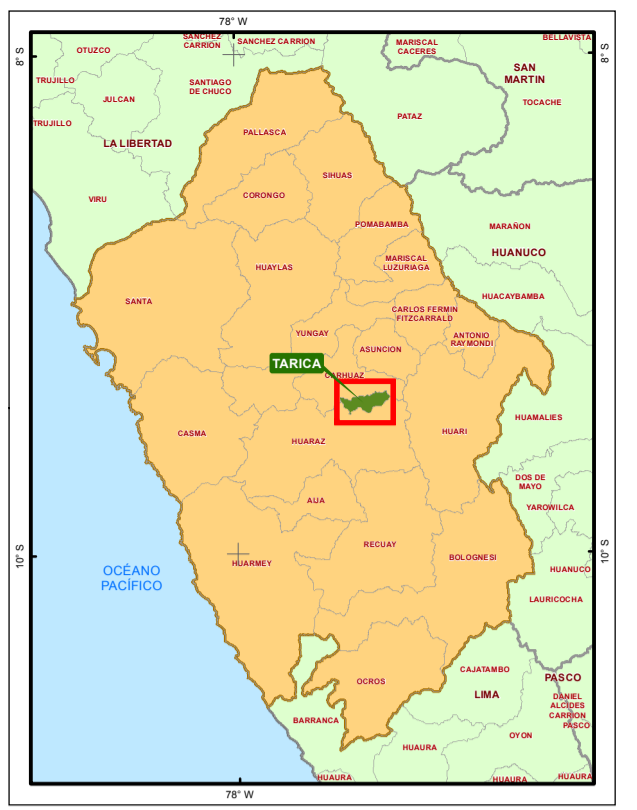 78° W
SANCHEZ
CARRIÓN
SANCHEZ CARRION
MARISCAL
CACERES
BELLAVISTA
8° S
8° S
OTUZCO
SAN
MARTIN
TRUJILLO
SANTIAGO
DE CHUCO
JULCAN
TOCACHE
TRUJILLO
PATAZ
PALLASCA
LA LIBERTAD
SIHUAS
CORONGO
VIRU
POMABAMBA
MARAÑON
HUANUCO
MARISCAL
LUZURIAGA
HUAYLAS
HUACAYBAMBA
SANTA
CARLOS FERMIN
FITZCARRALD
YUNGAY
ANTONIO
RAYMONDI
ASUNCION
TARICA
CARHUAZ
HUAMALIES
CASMA
HUARI
HUARAZ
DOS DE
MAYO
AIJA
YAROWILCA
RECUAY
10° S
10° S
BOLOGNESI
HUARMEY
OCÉANO
PACÍFICO
HUANUCO
LAURICOCHA
CAJATAMBO
PASCO
OCROS
LIMA
DANIEL
ALCIDES
CARRION
PASCO
BARRANCA
OYON
HUAURA
HUAURA
HUAURA
HUAURA
78° W